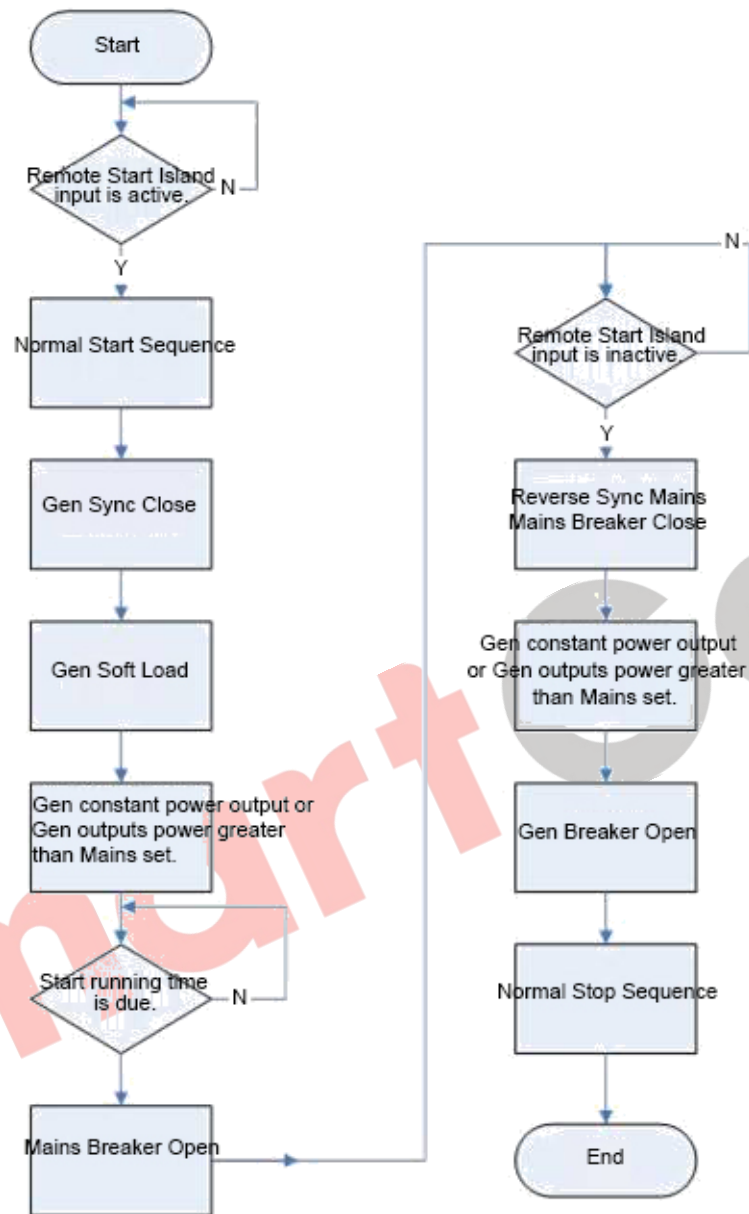 Start
Remote Start Island
input is active.
N
Y
Normal Start Sequence
Gen Sync Close
Gen Soft Load
Gen constant power output or
Gen outputs power greater
than Mains set.
Start running time
is due.
N
Mains Breaker Open
N
Remote Start Island
input is inactive.
Y
Reverse Sync Mains
Mains Breaker Close
Gen constant power output
or Gen outputs power greater
than Mains set.
Gen Breaker Open
Normal Stop Sequence
End